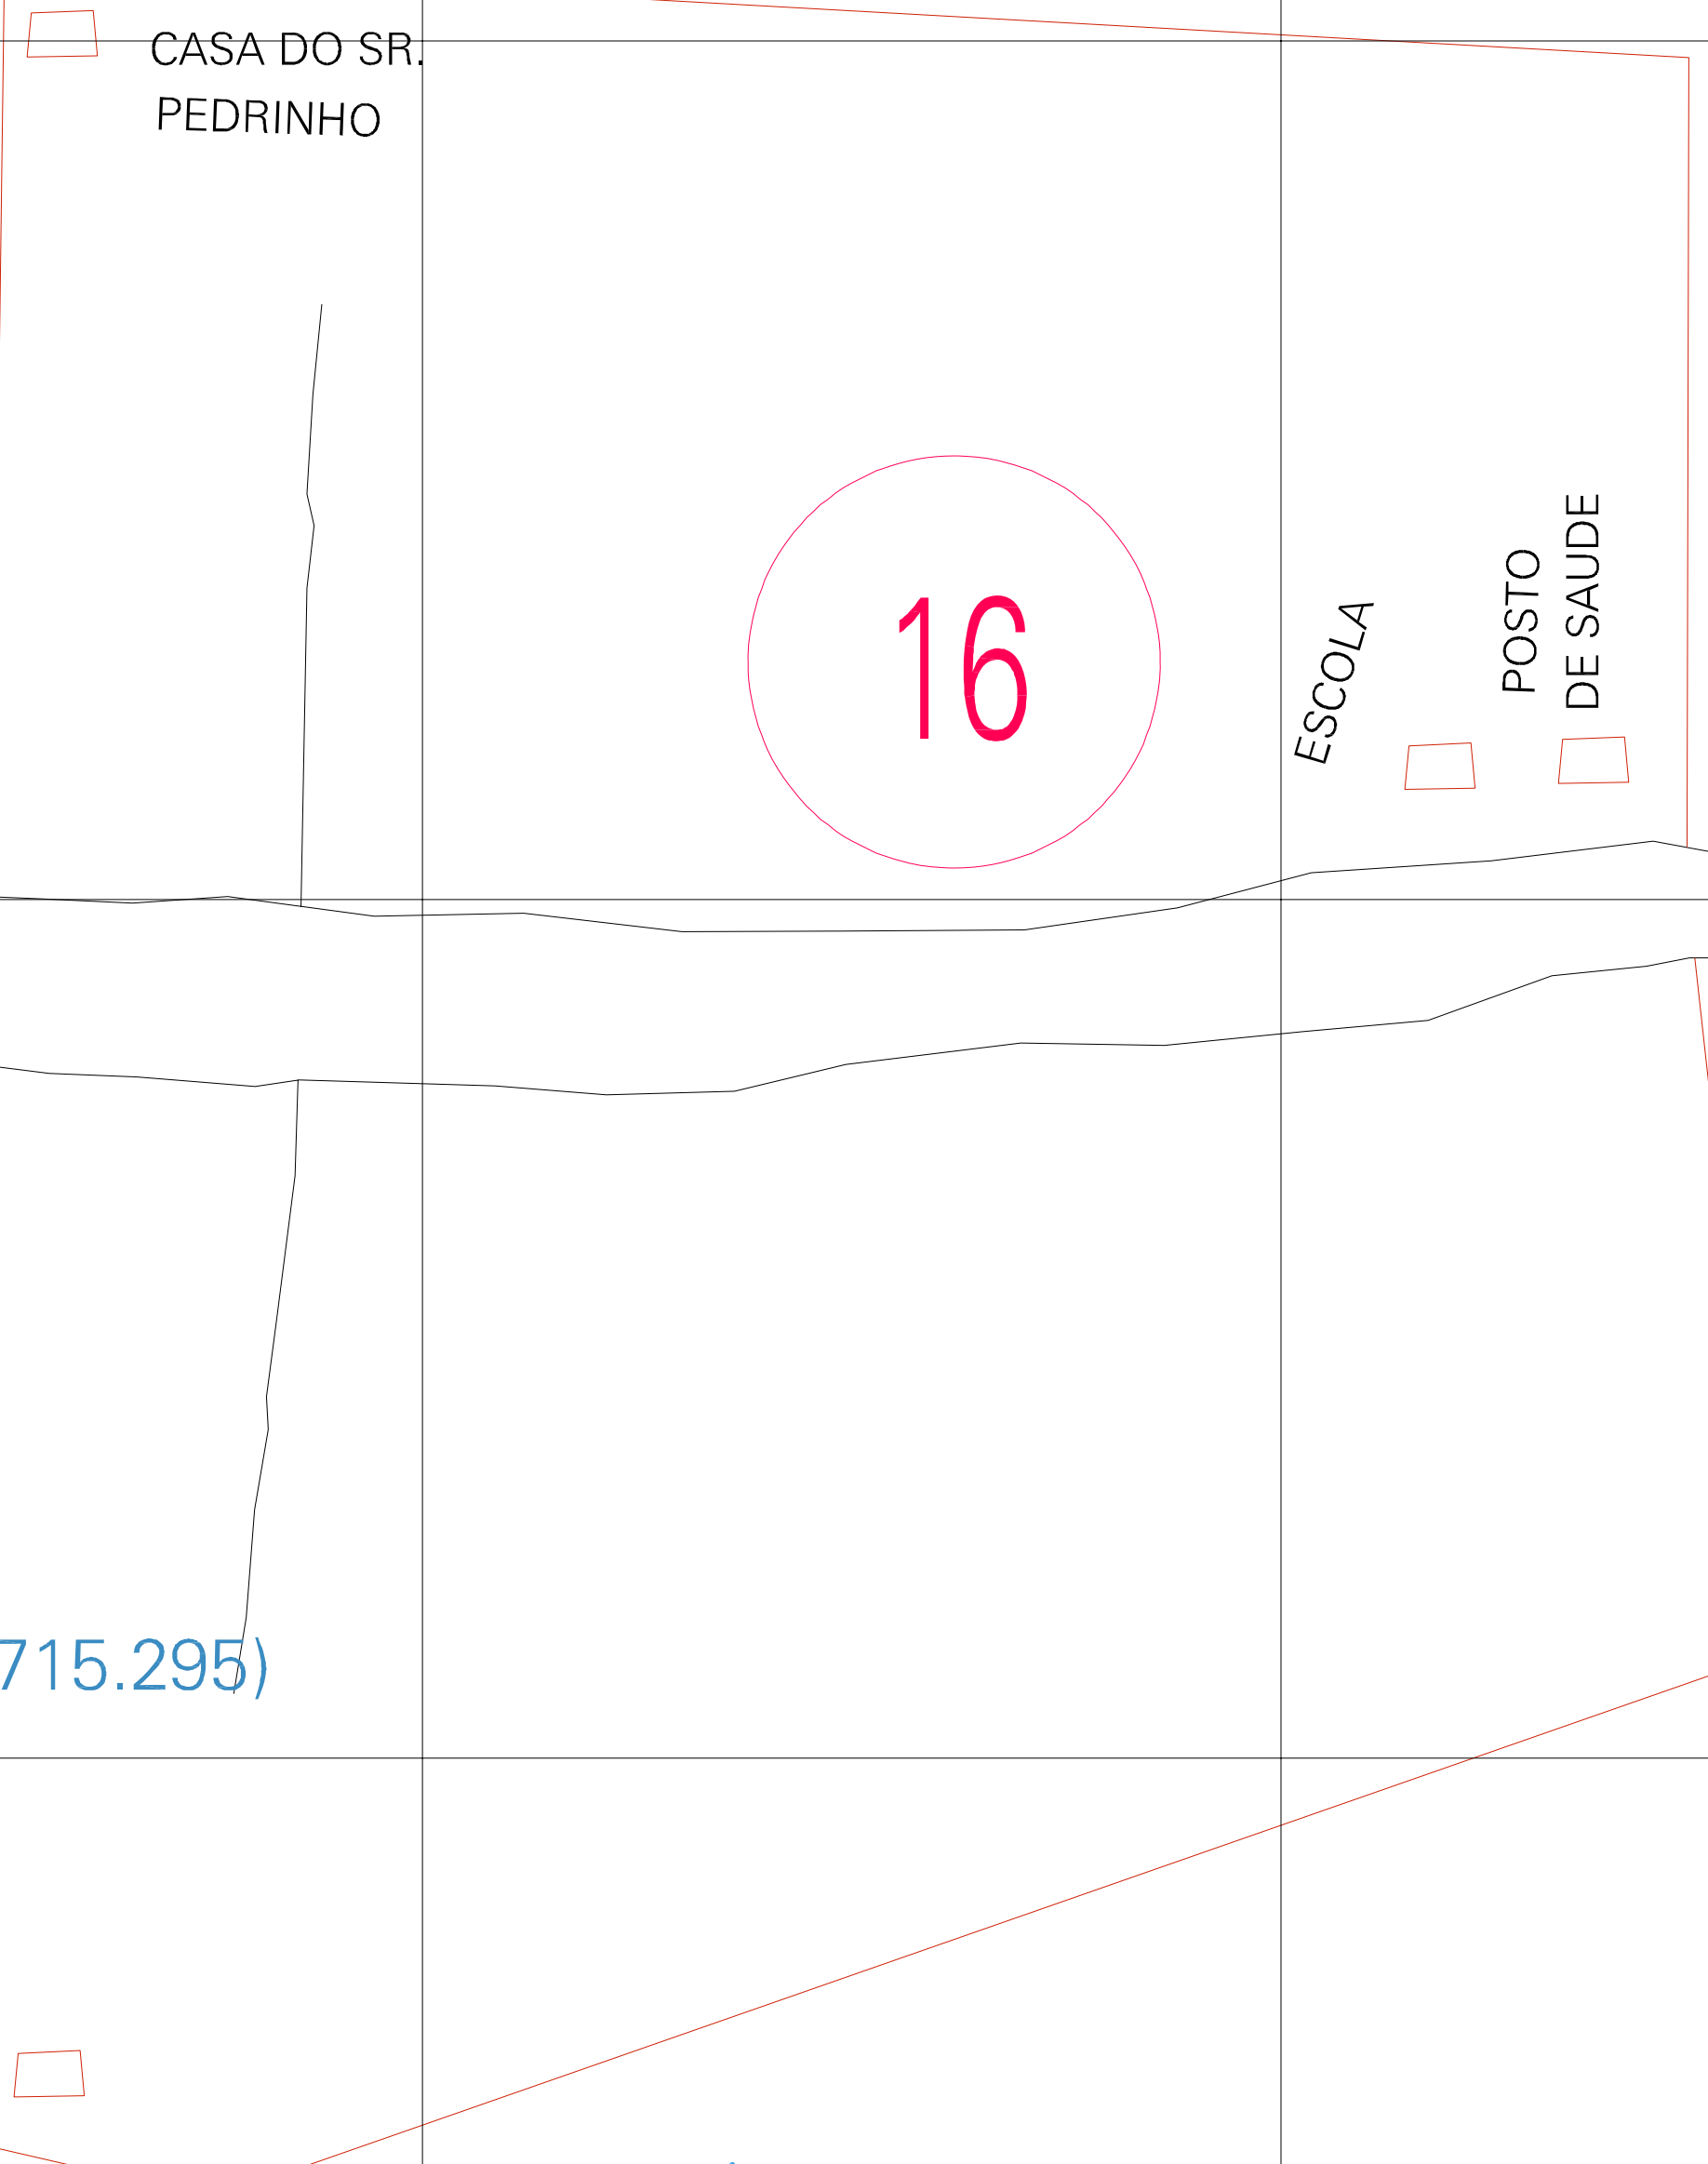 CASA DO SR.
PEDRINHO
16
ESCOLA
POSTO
DE SAUDE
715.295)